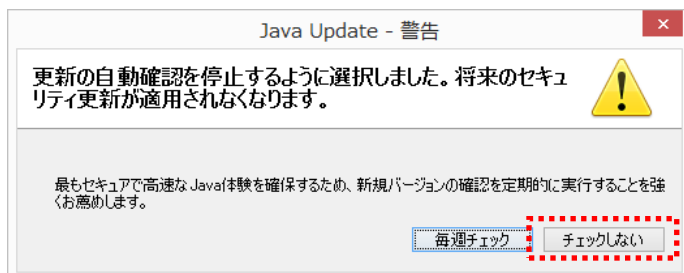 Java Update - 警告
更新の自動確認を停止するように選択しました。将来のセキュ
リティ更新が適用されなくなります。
最もセキュアで高速な Java体験を確保するため、新規バージョンの確認を定期的に実行することを強
くお薦めします。
毎週チェック
チェックしない